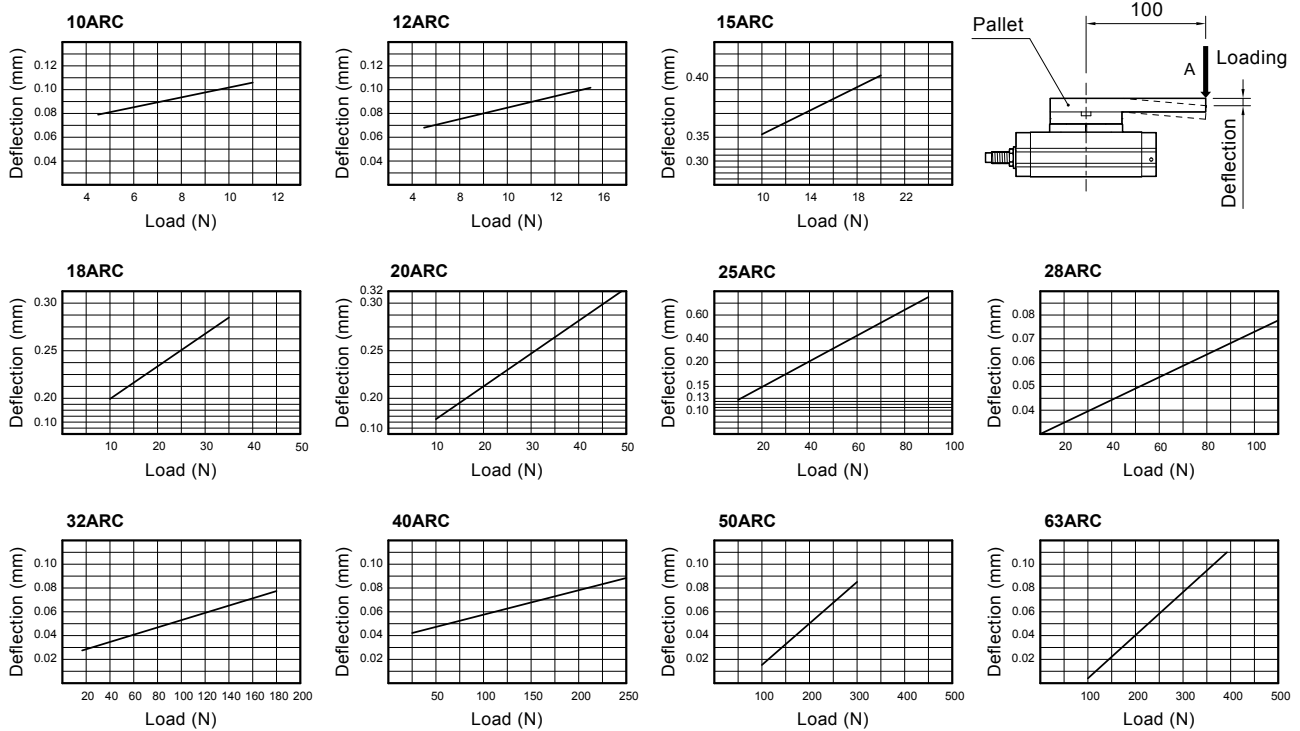 10ARC
Deflection (mm)
0.12
0.10
0.08
0.06
0.04
4 6 8 10 12
Load (N)
12ARC
Deflection (mm)
0.12
0.10
0.08
0.06
0.04
4 8 10 12 16
Load (N)
15ARC
Deflection (mm)
0.40
0.35
0.30
10 14 18 22
Load (N)
100
Pallet
A Loading
Deflection
18ARC
Deflection (mm)
0.30
0.25
0.20
0.10
10 20 30 40 50
Load (N)
20ARC
Deflection (mm)
0.32
0.30
0.25
0.20
0.10
10 20 30 40 50
Load (N)
25ARC
Deflection (mm)
0.60
0.40
0.20
0.15
0.13
0.10
20 40 60 80 100
Load (N)
28ARC
Deflection (mm)
0.08
0.07
0.06
0.05
0.04
20 40 60 80 100
Load (N)
32ARC
Deflection (mm)
0.10
0.08
0.06
0.04
0.02
20 60 80 100 120 140 160 180 200
Load (N)
40ARC
Deflection (mm)
0.10
0.08
0.06
0.04
0.02
50 100 150 200 250
Load (N)
50ARC
Deflection (mm)
0.10
0.08
0.06
0.04
0.02
100 200 300 400 500
Load (N)
63ARC
Deflection (mm)
0.10
0.08
0.06
0.04
0.02
100 200 300 400 500
Load (N)